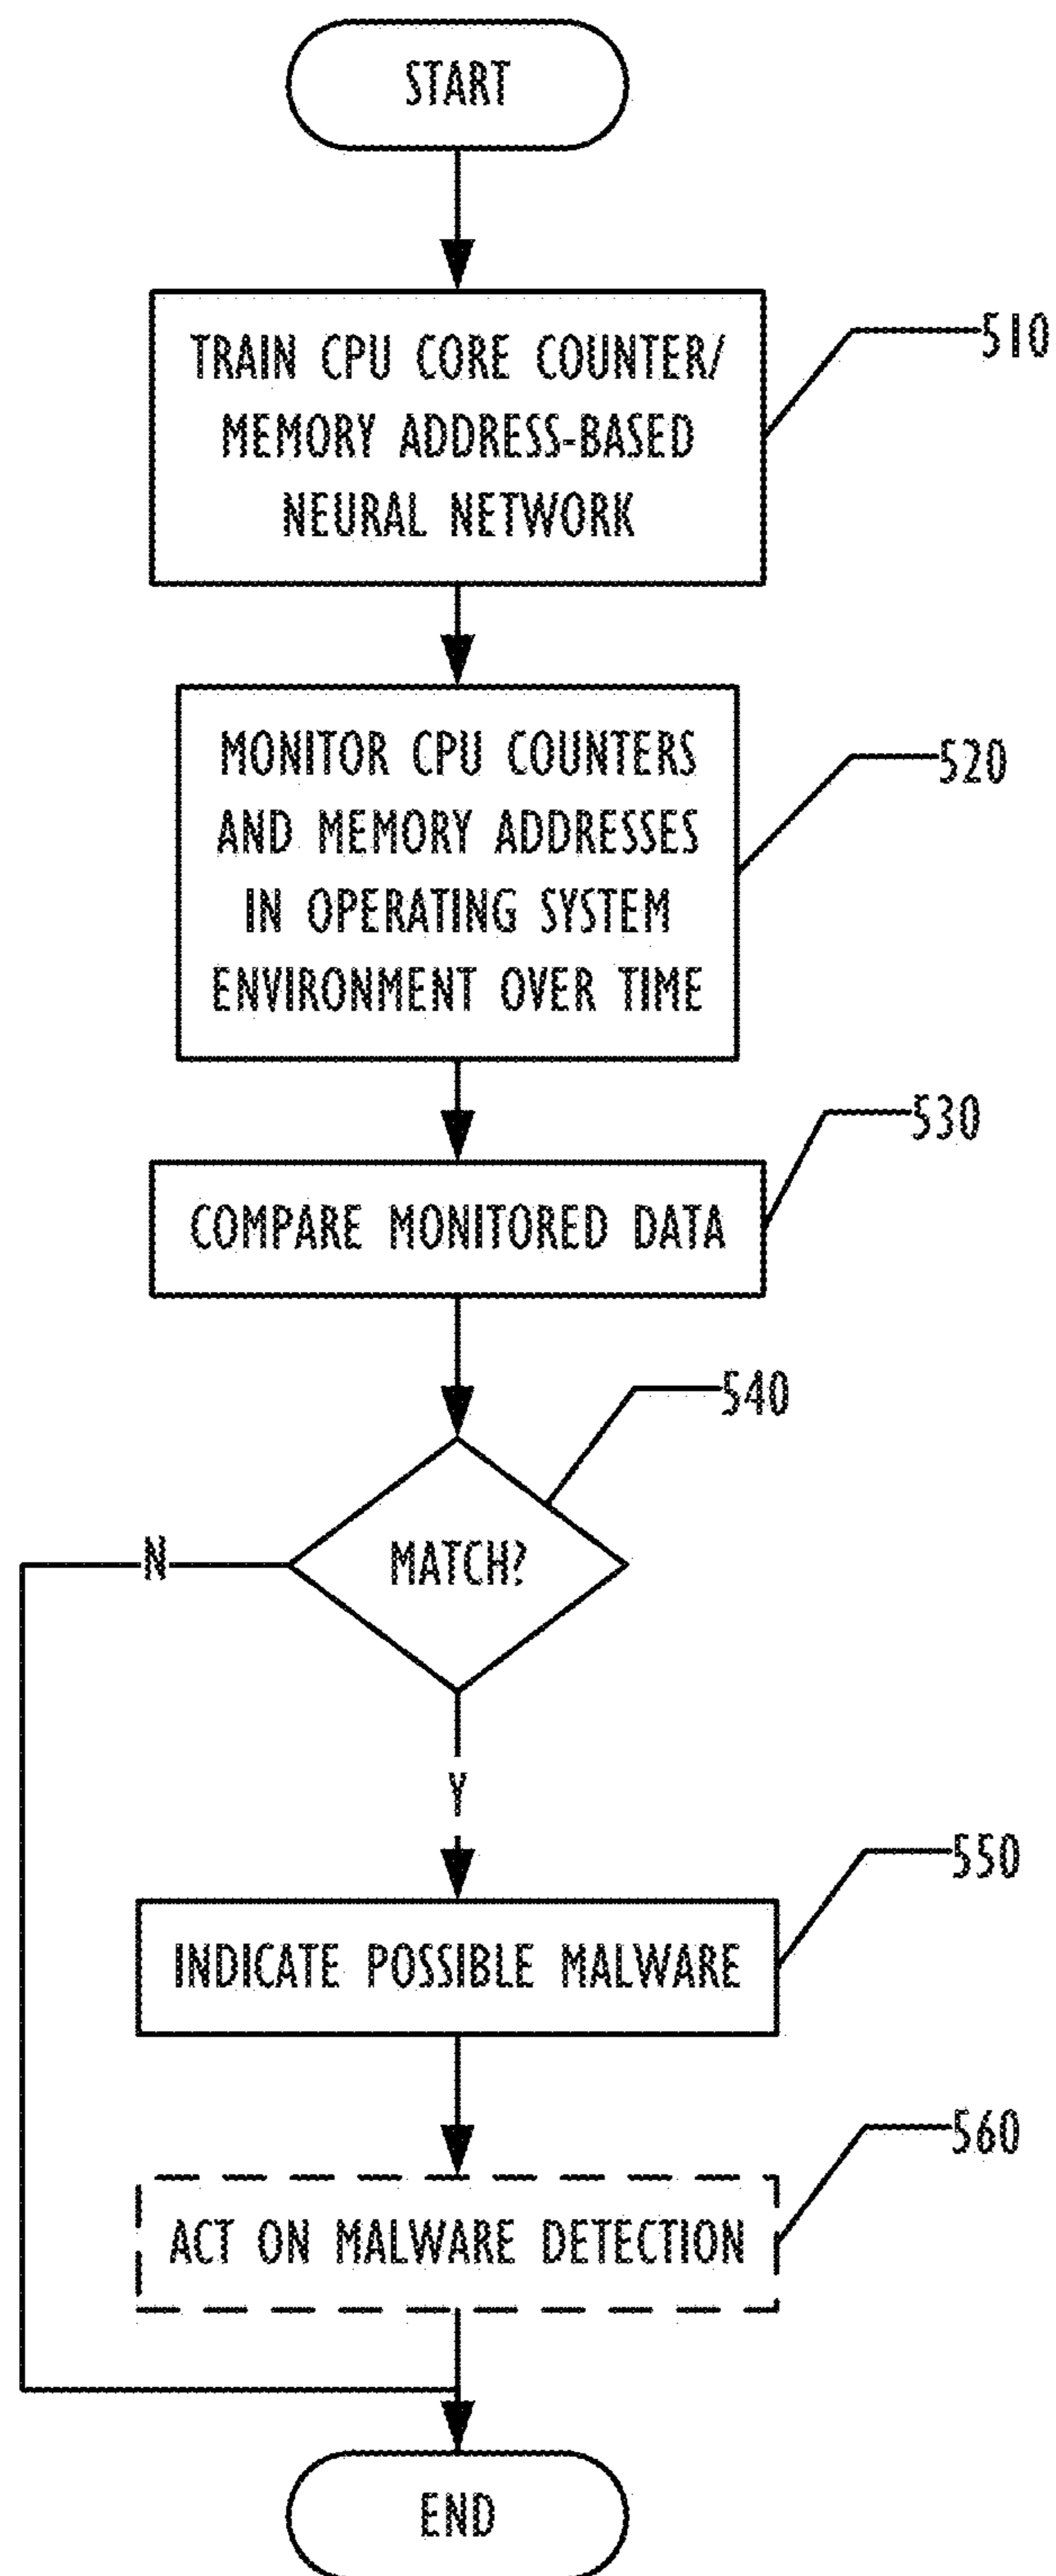 START
TRAIN CPU CORE COUNTER/
MEMORY ADDRESS-BASED
NEURAL NETWORK
510
MONITOR CPU COUNTERS
AND MEMORY ADDRESSES
IN OPERATING SYSTEM
ENVIRONMENT OVER TIME
520
COMPARE MONITORED DATA
530
MATCH?
540
N
Y
INDICATE POSSIBLE MALWARE
550
ACT ON MALWARE DETECTION
560
END